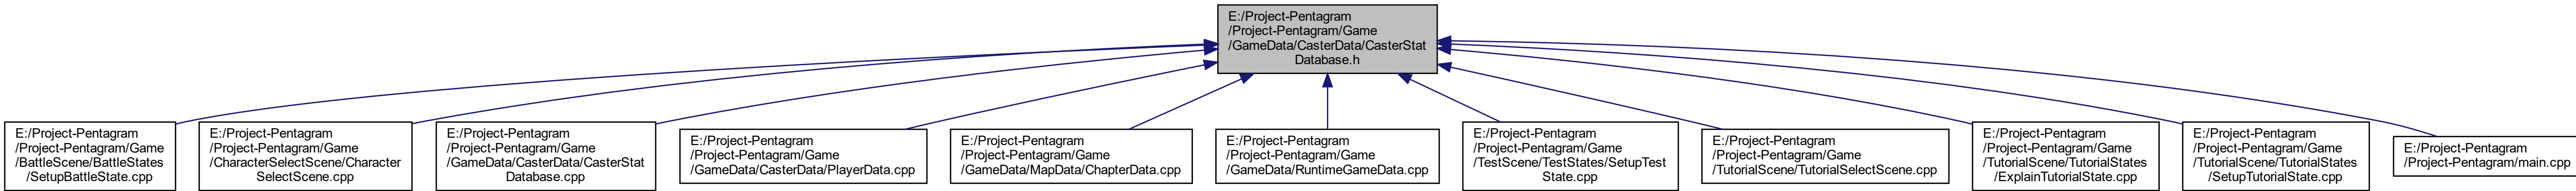 E:/Project-Pentagram
/Project-Pentagram/Game
/GameData/CasterData/CasterStat
Database.h
E:/Project-Pentagram
/Project-Pentagram/Game
/BattleScene/BattleStates
/SetupBattleState.cpp
E:/Project-Pentagram
/Project-Pentagram/Game
/CharacterSelectScene/Character
SelectScene.cpp
E:/Project-Pentagram
/Project-Pentagram/Game
/GameData/CasterData/CasterStat
Database.cpp
E:/Project-Pentagram
/Project-Pentagram/Game
/GameData/CasterData/PlayerData.cpp
E:/Project-Pentagram
/Project-Pentagram/Game
/GameData/MapData/ChapterData.cpp
E:/Project-Pentagram
/Project-Pentagram/Game
/GameData/RuntimeGameData.cpp
E:/Project-Pentagram
/Project-Pentagram/Game
/TestScene/TestStates/SetupTest
State.cpp
E:/Project-Pentagram
/Project-Pentagram/Game
/TutorialScene/TutorialSelectScene.cpp
E:/Project-Pentagram
/Project-Pentagram/Game
/TutorialScene/TutorialStates
/ExplainTutorialState.cpp
E:/Project-Pentagram
/Project-Pentagram/Game
/TutorialScene/TutorialStates
/SetupTutorialState.cpp
E:/Project-Pentagram
/Project-Pentagram/main.cpp